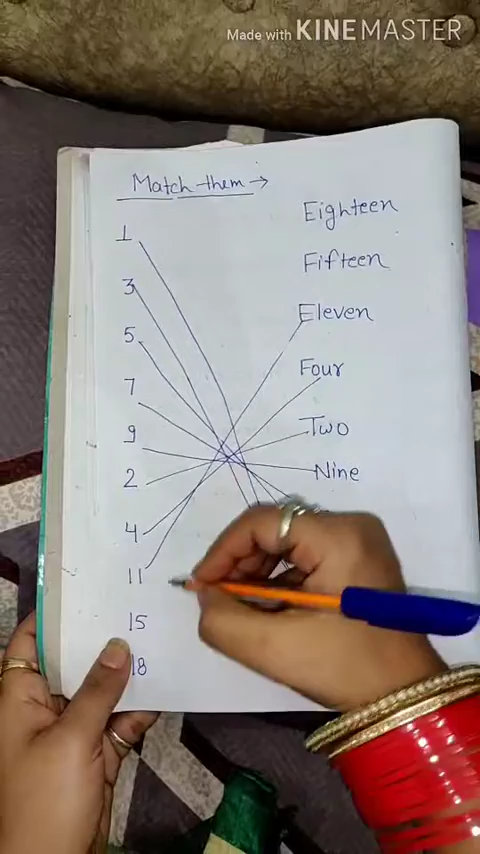 Made with KINEMASTER
Match them →
1 Eighteen
3 Fifteen
5 Eleven
7 Four
9 Two
2 Nine
4
11
15
18